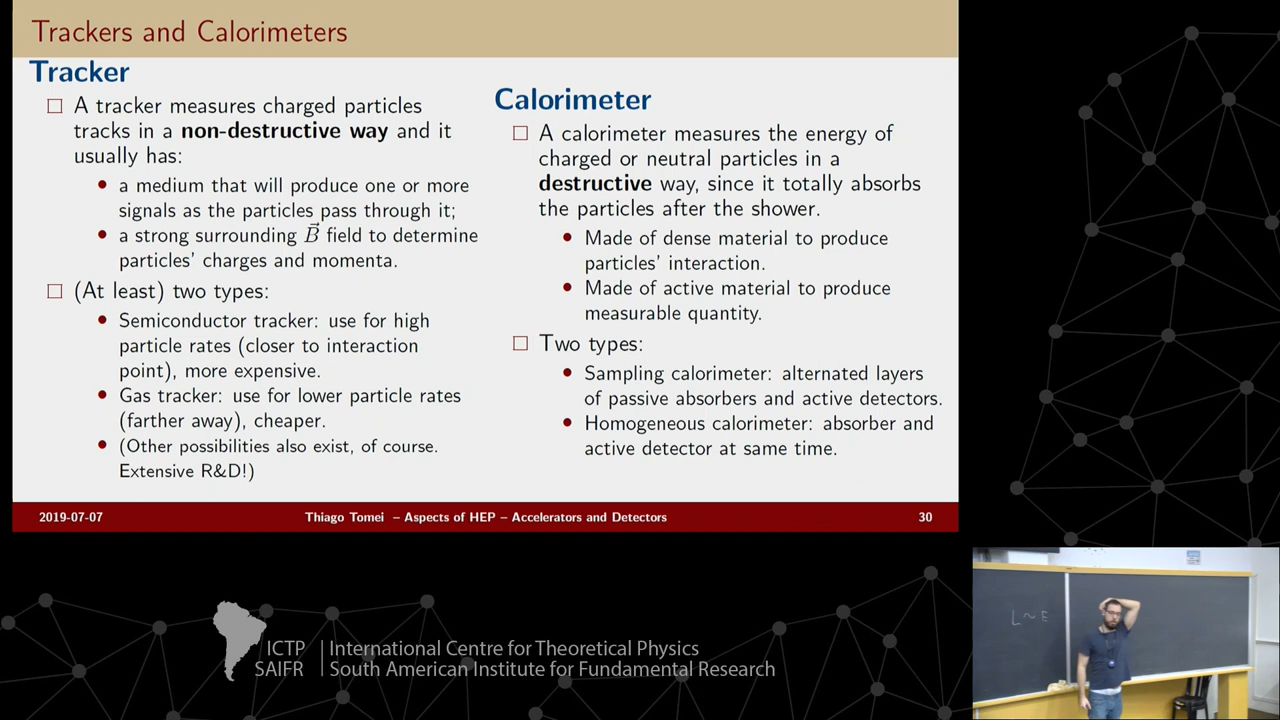 Trackers and Calorimeters
Tracker
A tracker measures charged particles
tracks in a non-destructive way and it
usually has:
a medium that will produce one or more
signals as the particles pass through it;
a strong surrounding B⃗ field to determine
particles' charges and momenta.
(At least) two types:
Semiconductor tracker: use for high
particle rates (closer to interaction
point), more expensive.
Gas tracker: use for lower particle rates
(farther away), cheaper.
(Other possibilities also exist, of course.
Extensive R&D!)
Calorimeter
A calorimeter measures the energy of
charged or neutral particles in a
destructive way, since it totally absorbs
the particles after the shower.
Made of dense material to produce
particles' interaction.
Made of active material to produce
measurable quantity.
Two types:
Sampling calorimeter: alternated layers
of passive absorbers and active detectors.
Homogeneous calorimeter: absorber and
active detector at same time.
2019-07-07 Thiago Tomei – Aspects of HEP – Accelerators and Detectors 30
L ~ E
ICTP International Centre for Theoretical Physics
SAIFR South American Institute for Fundamental Research